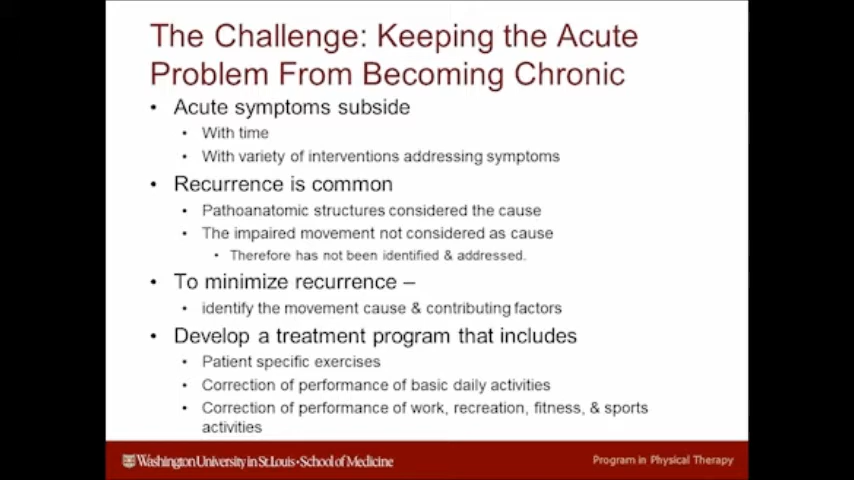 The Challenge: Keeping the Acute
Problem From Becoming Chronic
• Acute symptoms subside
• With time
• With variety of interventions addressing symptoms
• Recurrence is common
• Pathoanatomic structures considered the cause
• The impaired movement not considered as cause
• Therefore has not been identified & addressed.
• To minimize recurrence –
• identify the movement cause & contributing factors
• Develop a treatment program that includes
• Patient specific exercises
• Correction of performance of basic daily activities
• Correction of performance of work, recreation, fitness, & sports
activities
Washington University in St. Louis • School of Medicine
Program in Physical Therapy